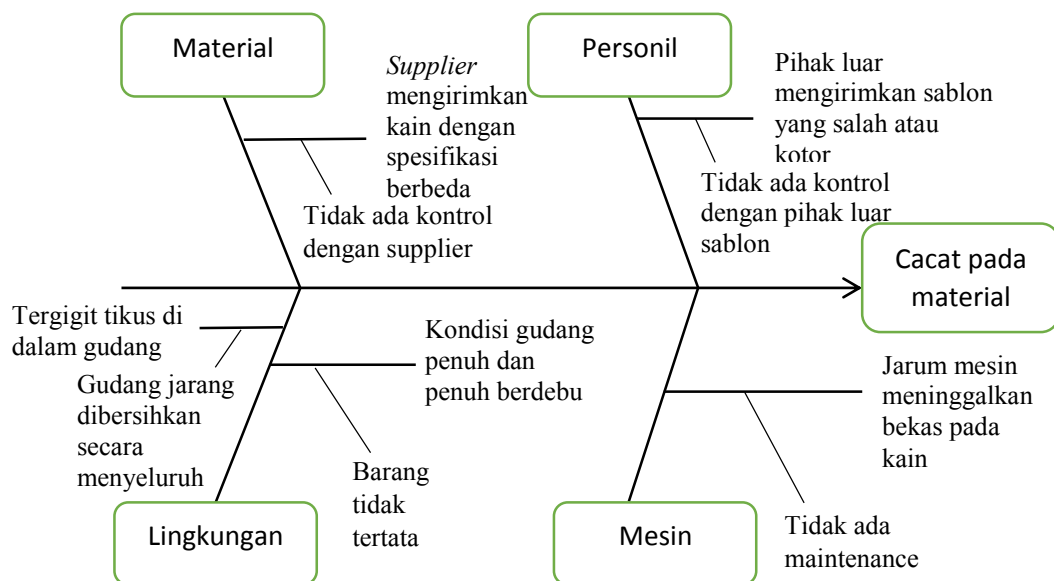 Material
Supplier
mengirimkan
kain dengan
spesifikasi
berbeda
Tidak ada kontrol
dengan supplier
Personil
Pihak luar
mengirimkan sablon
yang salah atau
kotor
Tidak ada kontrol
dengan pihak luar
sablon
Cacat pada
material
Tergigit tikus di
dalam gudang
Gudang jarang
dibersihkan
secara
menyeluruh
Kondisi gudang
penuh dan
penuh berdebu
Barang
tidak
tertata
Lingkungan
Jarum mesin
meninggalkan
bekas pada
kain
Tidak ada
maintenance
Mesin